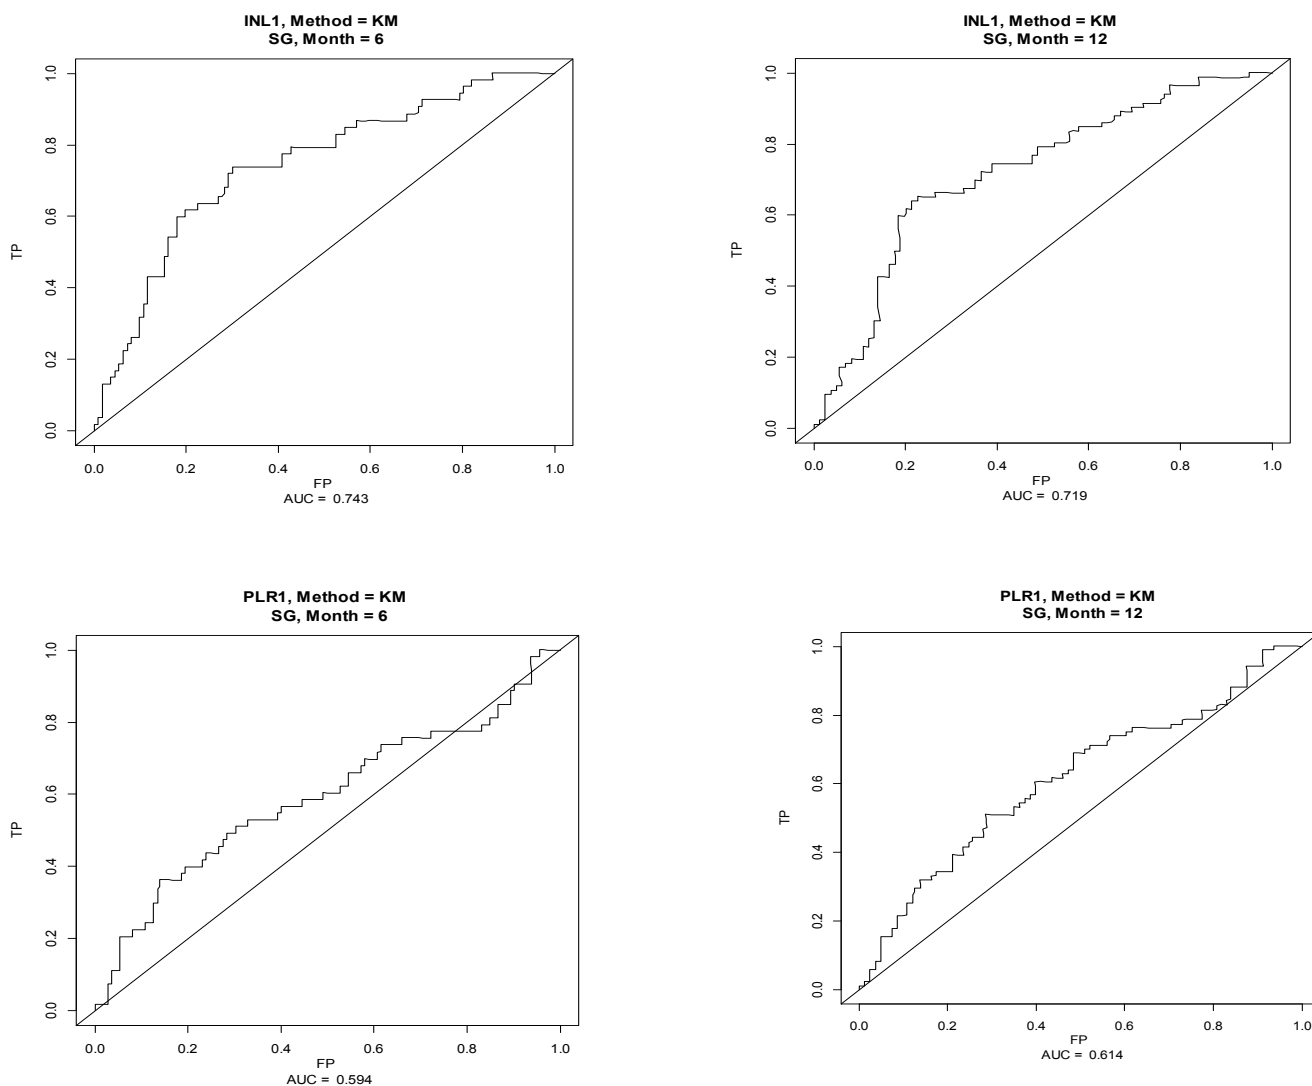 INL1, Method = KM
SG, Month = 6
1.0
0.8
0.6
0.4
0.2
0.0
TP
0.0 0.2 0.4 0.6 0.8 1.0
FP
AUC = 0.743
INL1, Method = KM
SG, Month = 12
1.0
0.8
0.6
0.4
0.2
0.0
TP
0.0 0.2 0.4 0.6 0.8 1.0
FP
AUC = 0.719
PLR1, Method = KM
SG, Month = 6
1.0
0.8
0.6
0.4
0.2
0.0
TP
0.0 0.2 0.4 0.6 0.8 1.0
FP
AUC = 0.594
PLR1, Method = KM
SG, Month = 12
1.0
0.8
0.6
0.4
0.2
0.0
TP
0.0 0.2 0.4 0.6 0.8 1.0
FP
AUC = 0.614